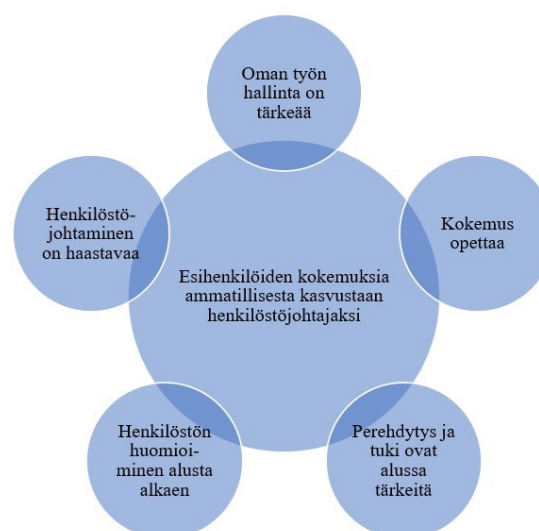 Oman työn
hallinta on
tärkeää
Henkilöstö-
johtaminen
on haastavaa
Kokemus
opettaa
Esihenkilöiden kokemuksia
ammatillisesta kasvustaan
henkilöstöjohtajaksi
Henkilöstön
huomioi-
minen alusta
alkaen
Perehdytys ja
tuki ovat
alussa
tärkeitä